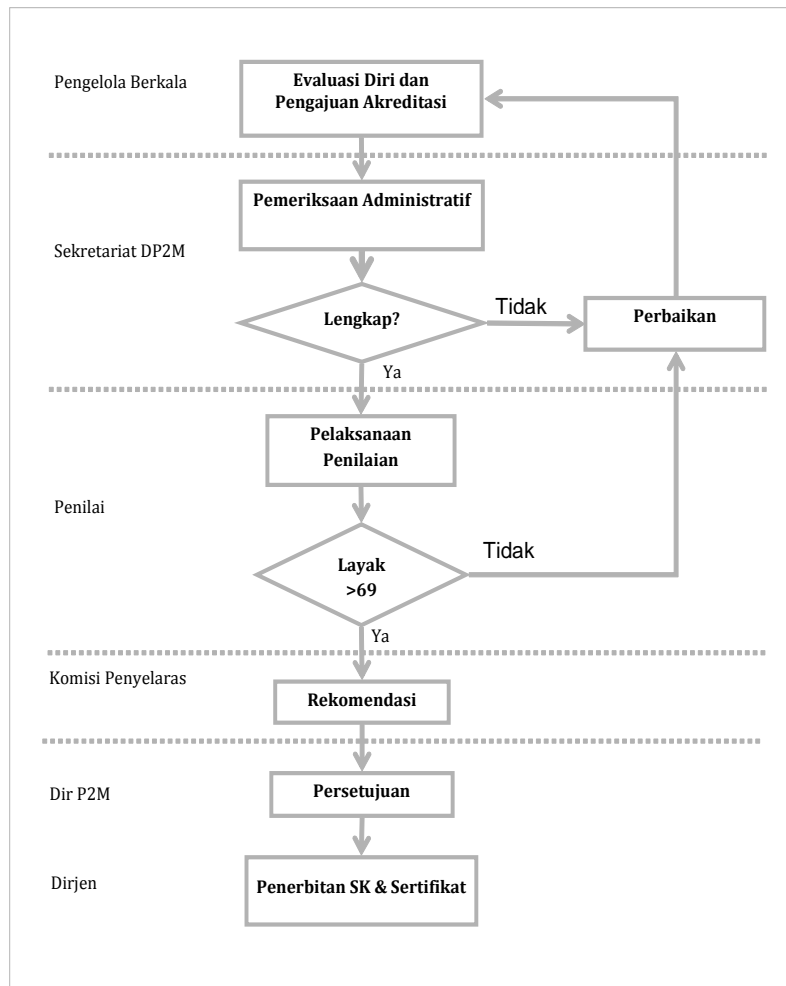 Pengelola Berkala
Evaluasi Diri dan
Pengajuan Akreditasi
Pemeriksaan Administratif
Sekretariat DP2M
Lengkap?
Tidak
Perbaikan
Ya
Pelaksanaan
Penilaian
Penilai
Layak
>69
Tidak
Ya
Komisi Penyelaras
Rekomendasi
Dir P2M
Persetujuan
Dirjen
Penerbitan SK & Sertifikat